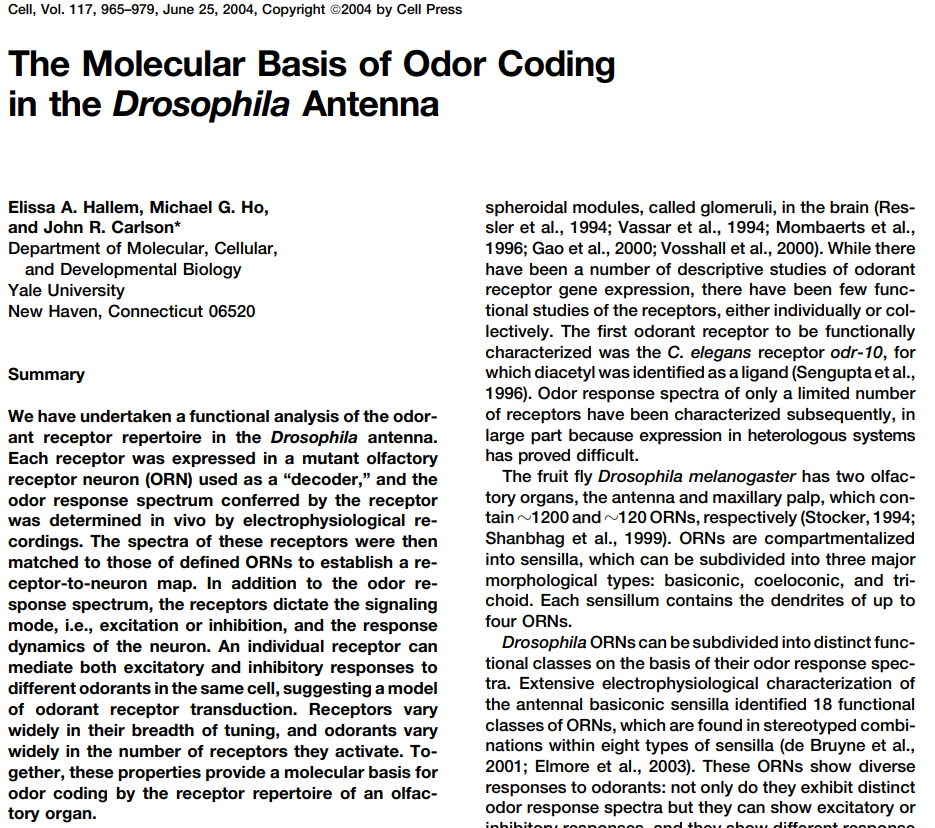 Cell, Vol. 117, 965–979, June 25, 2004, Copyright ©2004 by Cell Press
The Molecular Basis of Odor Coding
in the Drosophila Antenna
Elissa A. Hallem, Michael G. Ho,
and John R. Carlson*
Department of Molecular, Cellular,
and Developmental Biology
Yale University
New Haven, Connecticut 06520
Summary
We have undertaken a functional analysis of the odor-
ant receptor repertoire in the Drosophila antenna.
Each receptor was expressed in a mutant olfactory
receptor neuron (ORN) used as a “decoder,” and the
odor response spectrum conferred by the receptor
was determined in vivo by electrophysiological re-
cordings. The spectra of these receptors were then
matched to those of defined ORNs to establish a re-
ceptor-to-neuron map. In addition to the odor re-
sponse spectrum, the receptors dictate the signaling
mode, i.e., excitation or inhibition, and the response
dynamics of the neuron. An individual receptor can
mediate both excitatory and inhibitory responses to
different odorants in the same cell, suggesting a model
of odorant receptor transduction. Receptors vary
widely in their breadth of tuning, and odorants vary
widely in the number of receptors they activate. To-
gether, these properties provide a molecular basis for
odor coding by the receptor repertoire of an olfac-
tory organ.
spheroidal modules, called glomeruli, in the brain (Res-
sler et al., 1994; Vassar et al., 1994; Mombaerts et al.,
1996; Gao et al., 2000; Vosshall et al., 2000). While there
have been a number of descriptive studies of odorant
receptor gene expression, there have been few func-
tional studies of the receptors, either individually or col-
lectively. The first odorant receptor to be functionally
characterized was the C. elegans receptor odr-10, for
which diacetyl was identified as a ligand (Sengupta et al.,
1996). Odor response spectra of only a limited number
of receptors have been characterized subsequently, in
large part because expression in heterologous systems
has proved difficult.
The fruit fly Drosophila melanogaster has two olfac-
tory organs, the antenna and maxillary palp, which con-
tain ∼1200 and ∼120 ORNs, respectively (Stocker, 1994;
Shanbhag et al., 1999). ORNs are compartmentalized
into sensilla, which can be subdivided into three major
morphological types: basiconic, coeloconic, and tri-
choid. Each sensillum contains the dendrites of up to
four ORNs.
Drosophila ORNs can be subdivided into distinct func-
tional classes on the basis of their odor response spec-
tra. Extensive electrophysiological characterization of
the antennal basiconic sensilla identified 18 functional
classes of ORNs, which are found in stereotyped combi-
nations within eight types of sensilla (de Bruyne et al.,
2001; Elmore et al., 2003). These ORNs show diverse
responses to odorants: not only do they exhibit distinct
odor response spectra but they can show excitatory or
inhibitory responses, and they show different response